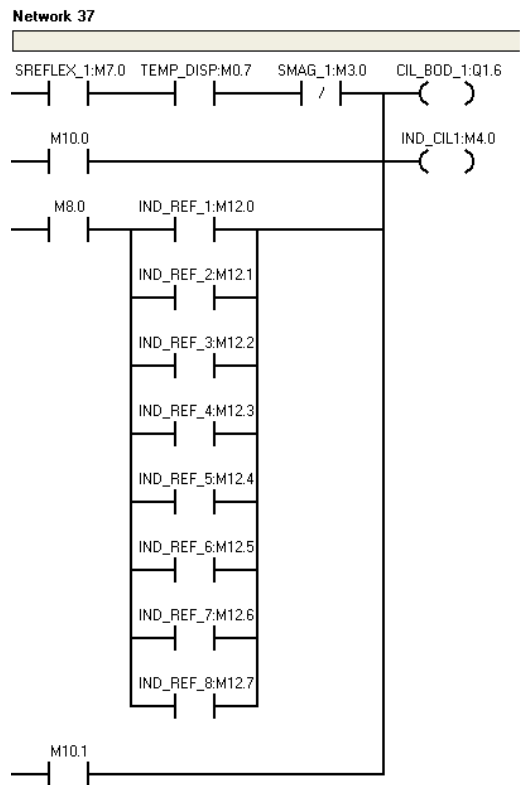 Network 37
SREFLEX_1:M7.0 TEMP_DISP:M0.7 SMAG_1:M3.0 CIL_BOD_1:Q1.6
/
M10.0 IND_CIL1:M4.0
M8.0 IND_REF_1:M12.0
IND_REF_2:M12.1
IND_REF_3:M12.2
IND_REF_4:M12.3
IND_REF_5:M12.4
IND_REF_6:M12.5
IND_REF_7:M12.6
IND_REF_8:M12.7
M10.1